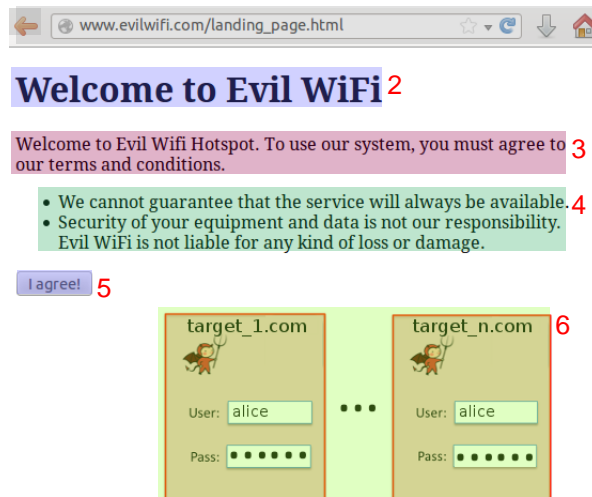 www.evilwifi.com/landing_page.html
Welcome to Evil WiFi 2
Welcome to Evil Wifi Hotspot. To use our system, you must agree to 3
our terms and conditions.
• We cannot guarantee that the service will always be available. 4
• Security of your equipment and data is not our responsibility.
Evil WiFi is not liable for any kind of loss or damage.
I agree! 5
target_1.com target_n.com 6
User: alice ... User: alice
Pass: •••••• Pass: ••••••